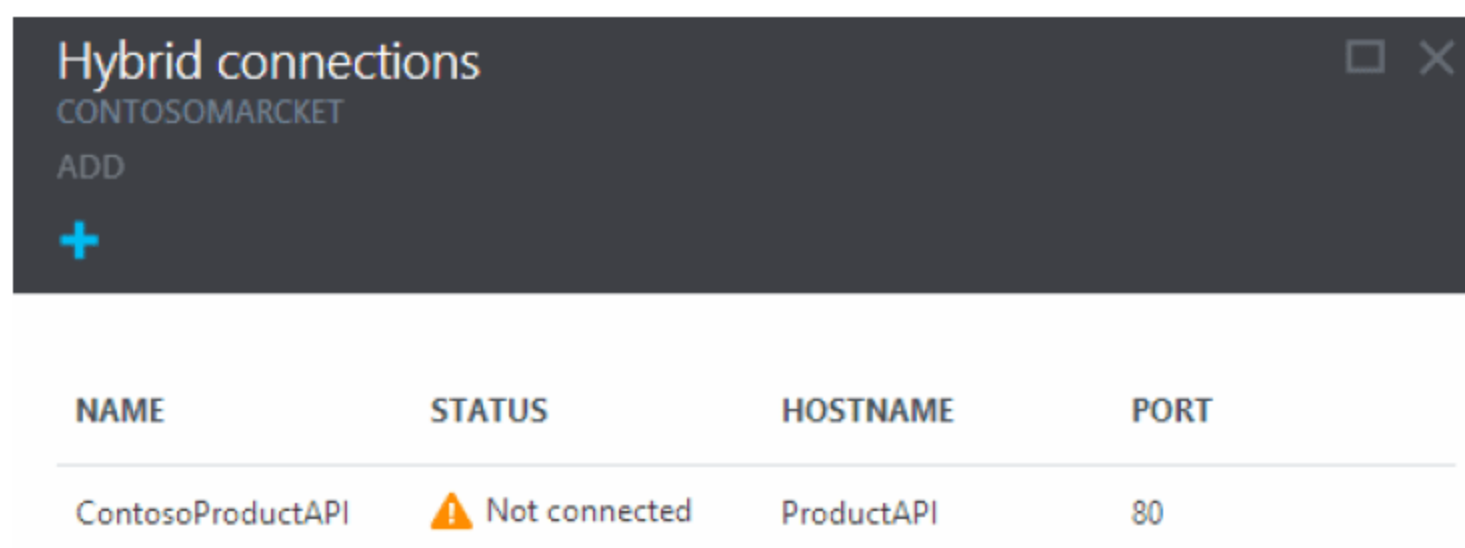 Hybrid connections
CONTOSOMARCKET
ADD
NAME STATUS HOSTNAME PORT
ContosoProductAPI Not connected ProductAPI 80